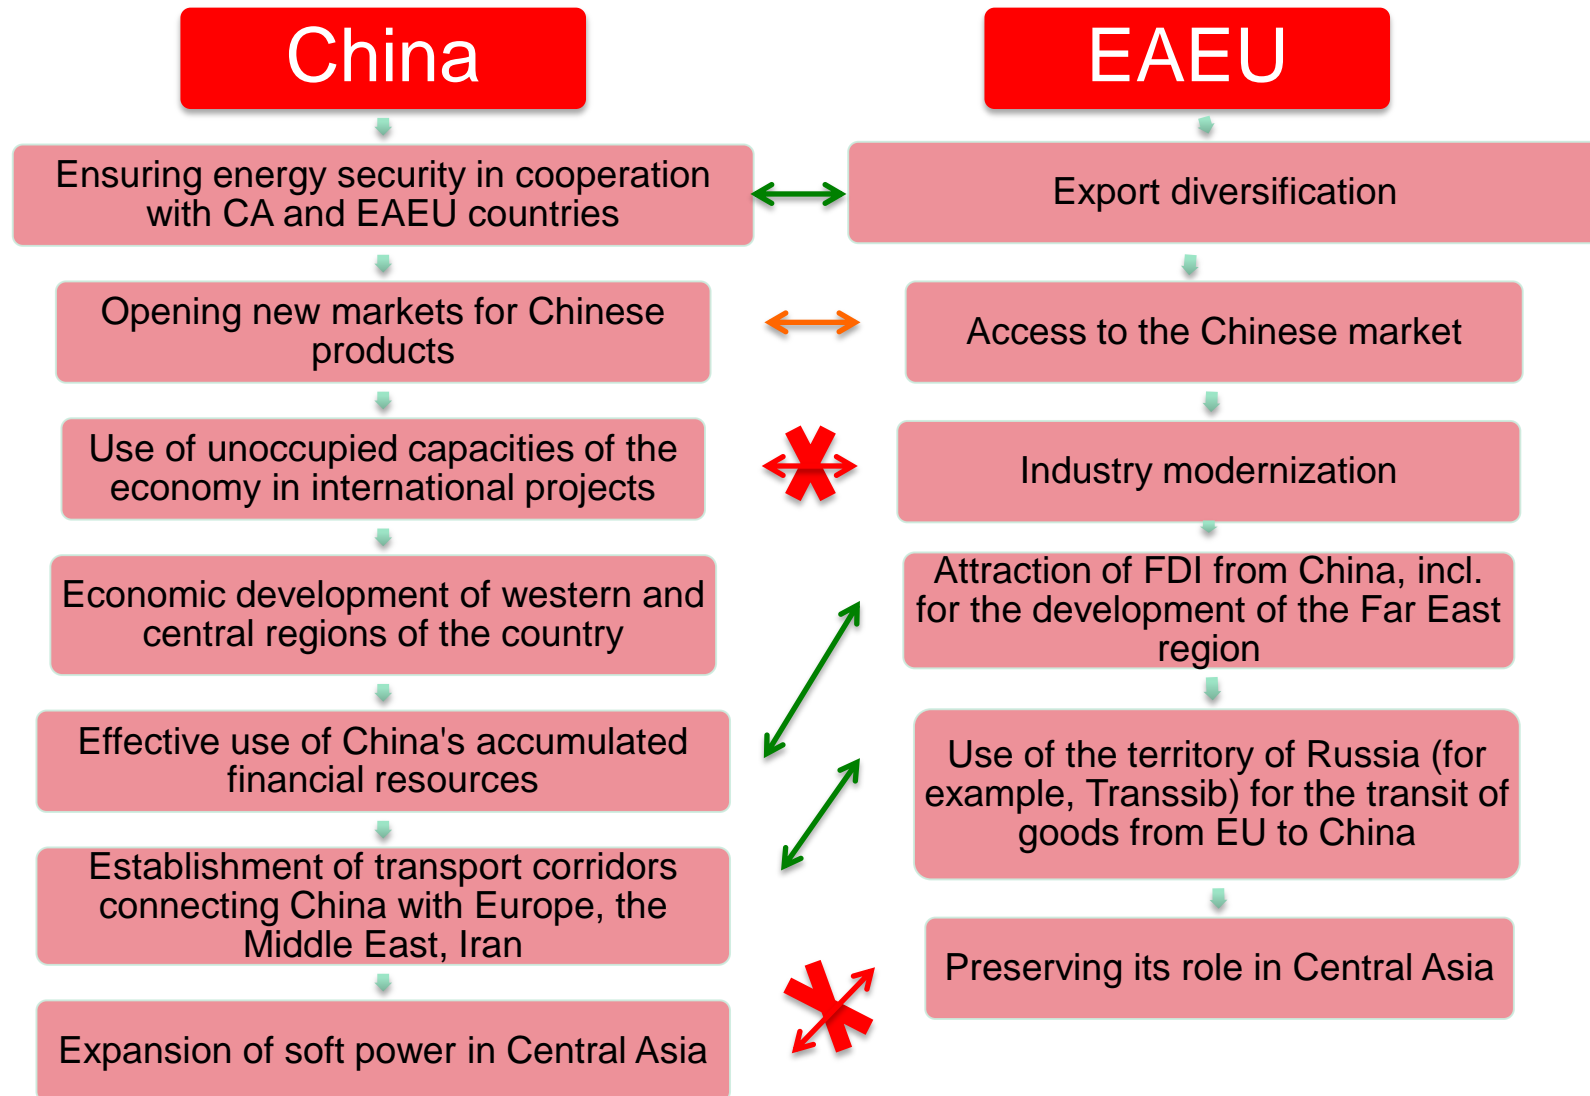 China
Ensuring energy security in cooperation
with CA and EAEU countries
Opening new markets for Chinese
products
Use of unoccupied capacities of the
economy in international projects
Economic development of western and
central regions of the country
Effective use of China's accumulated
financial resources
Establishment of transport corridors
connecting China with Europe, the
Middle East, Iran
Expansion of soft power in Central Asia
EAEU
Export diversification
Access to the Chinese market
Industry modernization
Attraction of FDI from China, incl.
for the development of the Far East
region
Use of the territory of Russia (for
example, Transsib) for the transit of
goods from EU to China
Preserving its role in Central Asia